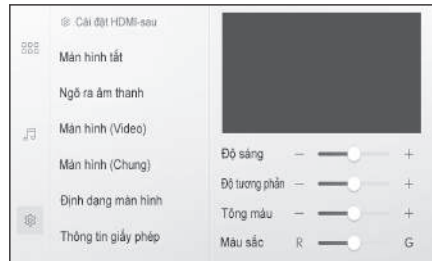 Cài đặt HDMI-sau
Màn hình tắt
Ngõ ra âm thanh
Màn hình (Video)
Màn hình (Chung)
Định dạng màn hình
Thông tin giấy phép
Độ sáng − +
Độ tương phản − +
Tông màu − +
Màu sắc R G